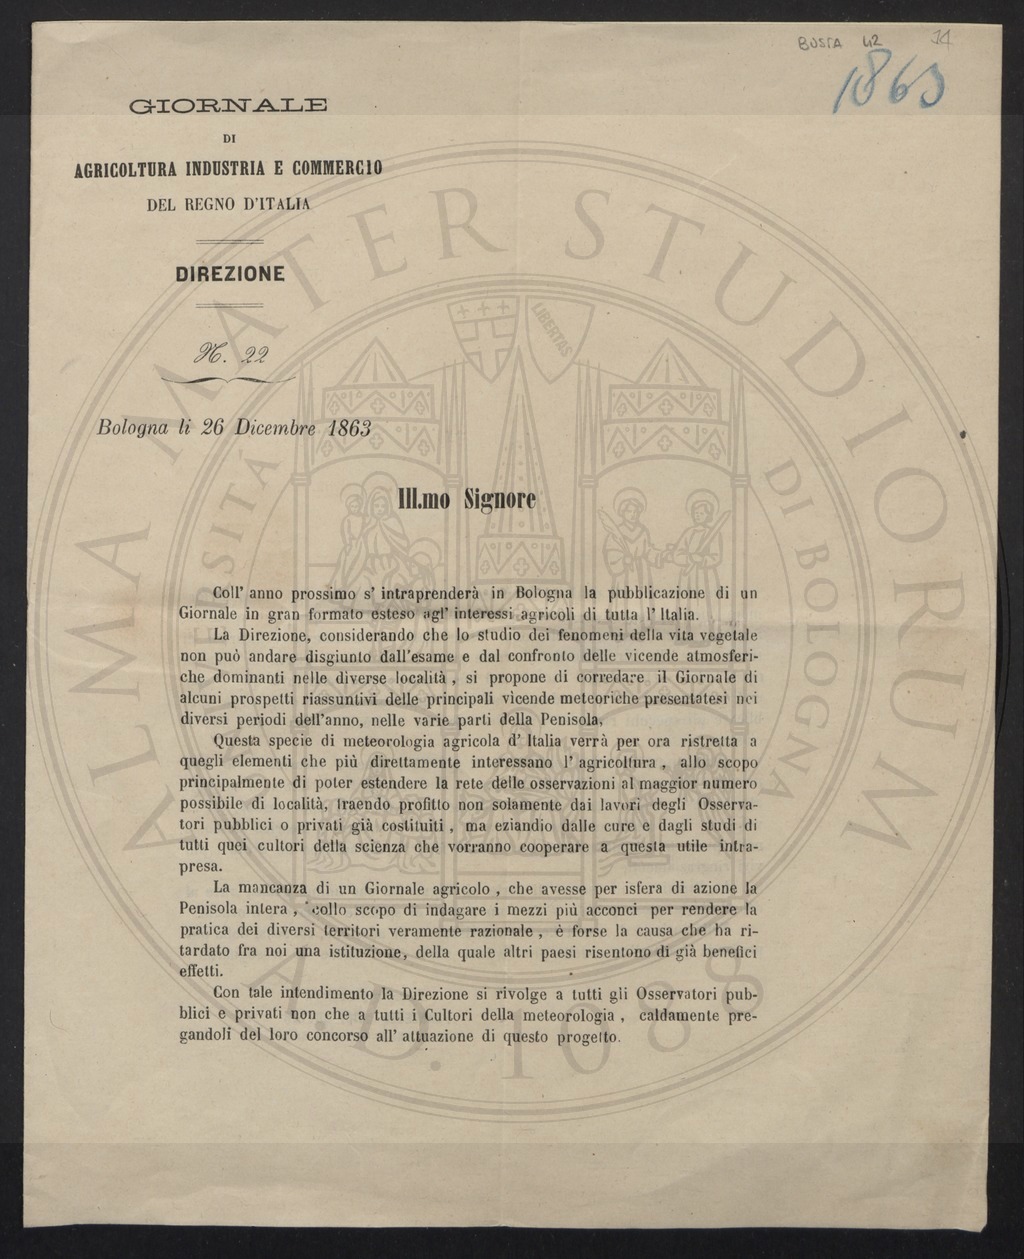 BUSTA 42 14
1863
GIORNALE
DI
AGRICOLTURA INDUSTRIA E COMMERCIO
DEL REGNO D'ITALIA
DIREZIONE
N. 22
Bologna li 26 Dicembre 1863
Ill.mo Signore
Coll' anno prossimo s' intraprenderà in Bologna la pubblicazione di un
Giornale in gran formato esteso agl' interessi agricoli di tutta l' Italia.
La Direzione, considerando che lo studio dei fenomeni della vita vegetale
non può andare disgiunto dall'esame e dal confronto delle vicende atmosferi-
che dominanti nelle diverse località, si propone di corredare il Giornale di
alcuni prospetti riassuntivi delle principali vicende meteoriche presentatesi nei
diversi periodi dell'anno, nelle varie parti della Penisola.
Questa specie di meteorologia agricola d' Italia verrà per ora ristretta a
quegli elementi che più direttamente interessano l' agricoltura, allo scopo
principalmente di poter estendere la rete delle osservazioni al maggior numero
possibile di località, traendo profitto non solamente dai lavori degli Osserva-
tori pubblici o privati già costituiti, ma eziandio dalle cure e dagli studi di
tutti quei cultori della scienza che vorranno cooperare a questa utile intra-
presa.
La mancanza di un Giornale agricolo, che avesse per isfera di azione la
Penisola intera, collo scopo di indagare i mezzi più acconci per rendere la
pratica dei diversi territori veramente razionale, è forse la causa che ha ri-
tardato fra noi una istituzione, della quale altri paesi risentono di già benefici
effetti.
Con tale intendimento la Direzione si rivolge a tutti gli Osservatori pub-
blici e privati non che a tutti i Cultori della meteorologia, caldamente pre-
gandoli del loro concorso all' attuazione di questo progetto.
ALMA MATER STUDIORUM
UNIVERSITÀ DI BOLOGNA
LIBERTAS
A.D. 1088